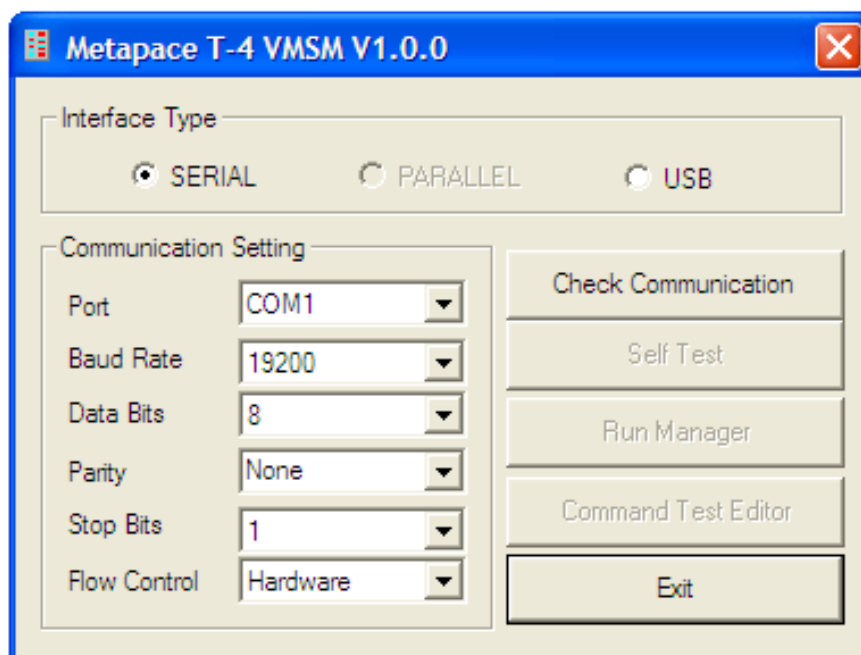 Metapace T-4 VMSM V1.0.0
Interface Type
SERIAL PARALLEL USB
Communication Setting
Port COM1
Baud Rate 19200
Data Bits 8
Parity None
Stop Bits 1
Flow Control Hardware
Check Communication
Self Test
Run Manager
Command Test Editor
Exit